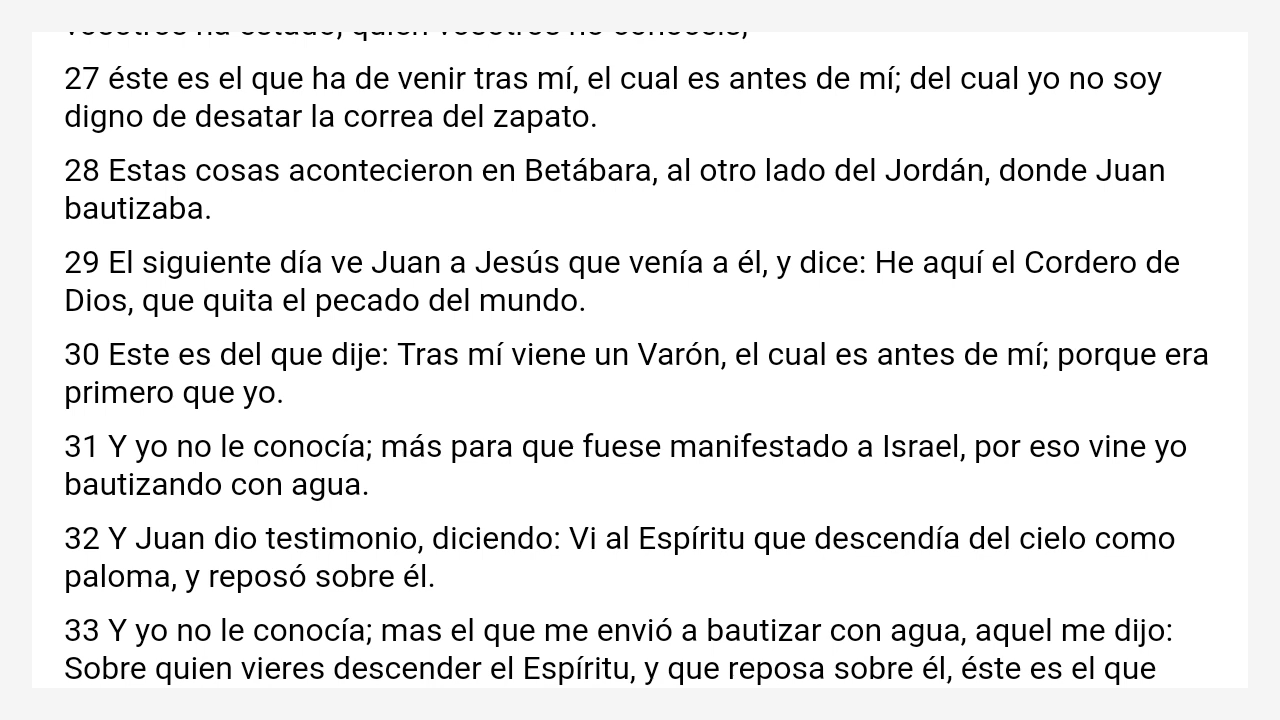 vosotros ha estado, quien vosotros no conocéis,
27 éste es el que ha de venir tras mí, el cual es antes de mí; del cual yo no soy
digno de desatar la correa del zapato.
28 Estas cosas acontecieron en Betábara, al otro lado del Jordán, donde Juan
bautizaba.
29 El siguiente día ve Juan a Jesús que venía a él, y dice: He aquí el Cordero de
Dios, que quita el pecado del mundo.
30 Este es del que dije: Tras mí viene un Varón, el cual es antes de mí; porque era
primero que yo.
31 Y yo no le conocía; más para que fuese manifestado a Israel, por eso vine yo
bautizando con agua.
32 Y Juan dio testimonio, diciendo: Vi al Espíritu que descendía del cielo como
paloma, y reposó sobre él.
33 Y yo no le conocía; mas el que me envió a bautizar con agua, aquel me dijo:
Sobre quien vieres descender el Espíritu, y que reposa sobre él, éste es el que